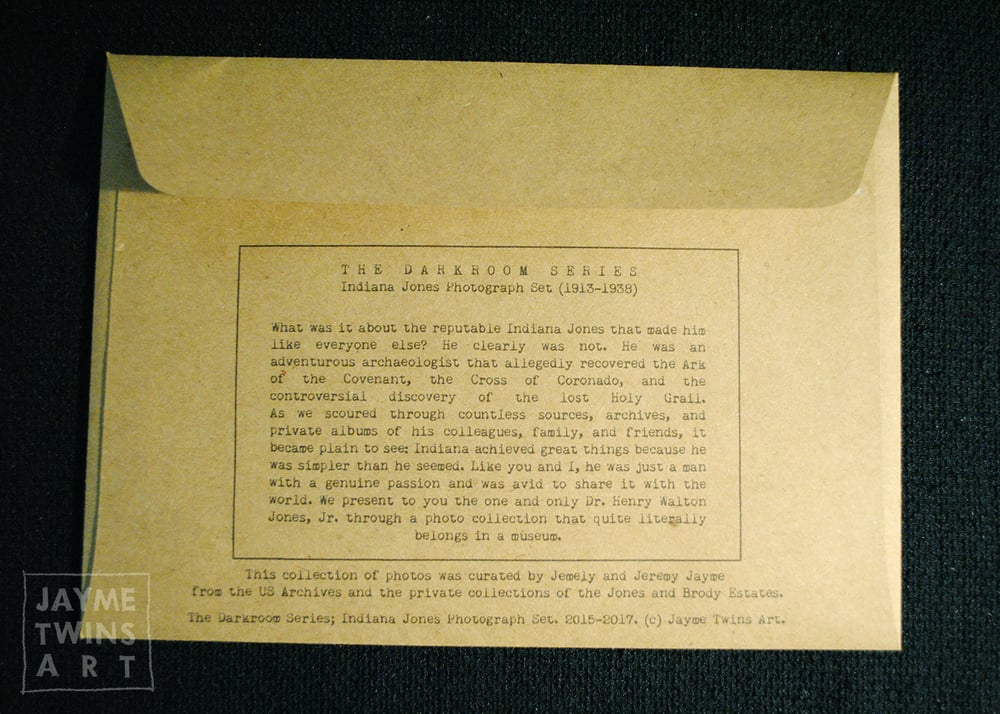 THE DARKROOM SERIES
Indiana Jones Photograph Set (1913-1938)
What was it about the reputable Indiana Jones that made him
like everyone else? He clearly was not. He was an
adventurous archaeologist that allegedly recovered the Ark
of the Covenant, the Cross of Coronado, and the
controversial discovery of the lost Holy Grail.
As we scoured through countless sources, archives, and
private albums of his colleagues, family, and friends, it
became plain to see: Indiana achieved great things because he
was simpler than he seemed. Like you and I, he was just a man
with a genuine passion and was avid to share it with the
world. We present to you the one and only Dr. Henry Walton
Jones, Jr. through a photo collection that quite literally
belongs in a museum.
This collection of photos was curated by Jemely and Jeremy Jayme
from the US Archives and the private collections of the Jones and Brody Estates.
The Darkroom Series; Indiana Jones Photograph Set. 2015-2017. (c) Jayme Twins Art.
JAYME
TWINS
ART